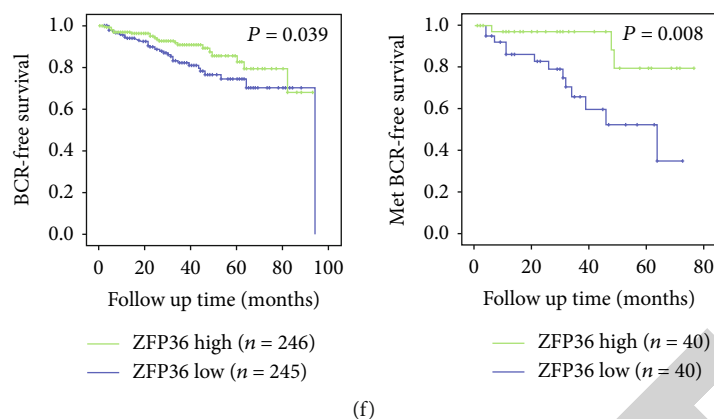 P = 0.039
BCR-free survival
1.0
0.8
0.6
0.4
0.2
0.0
0 20 40 60 80 100
Follow up time (months)
ZFP36 high (n = 246)
ZFP36 low (n = 245)
P = 0.008
Met BCR-free survival
1.0
0.8
0.6
0.4
0.2
0.0
0 20 40 60 80
Follow up time (months)
ZFP36 high (n = 40)
ZFP36 low (n = 40)
(f)